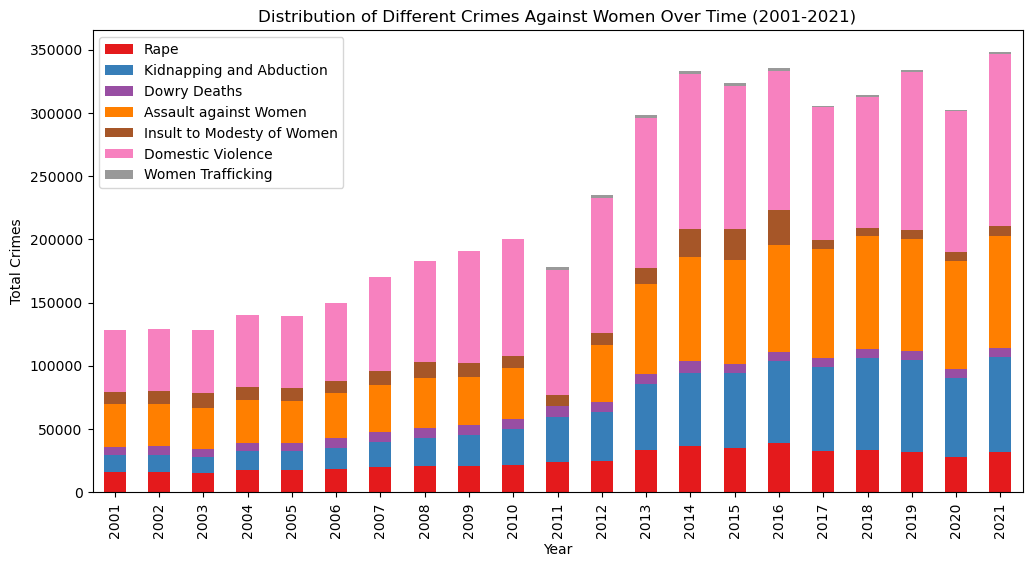 Distribution of Different Crimes Against Women Over Time (2001-2021)
Rape
Kidnapping and Abduction
Dowry Deaths
Assault against Women
Insult to Modesty of Women
Domestic Violence
Women Trafficking
Total Crimes
350000
300000
250000
200000
150000
100000
50000
0
2001
2002
2003
2004
2005
2006
2007
2008
2009
2010
2011
2012
2013
2014
2015
2016
2017
2018
2019
2020
2021
Year